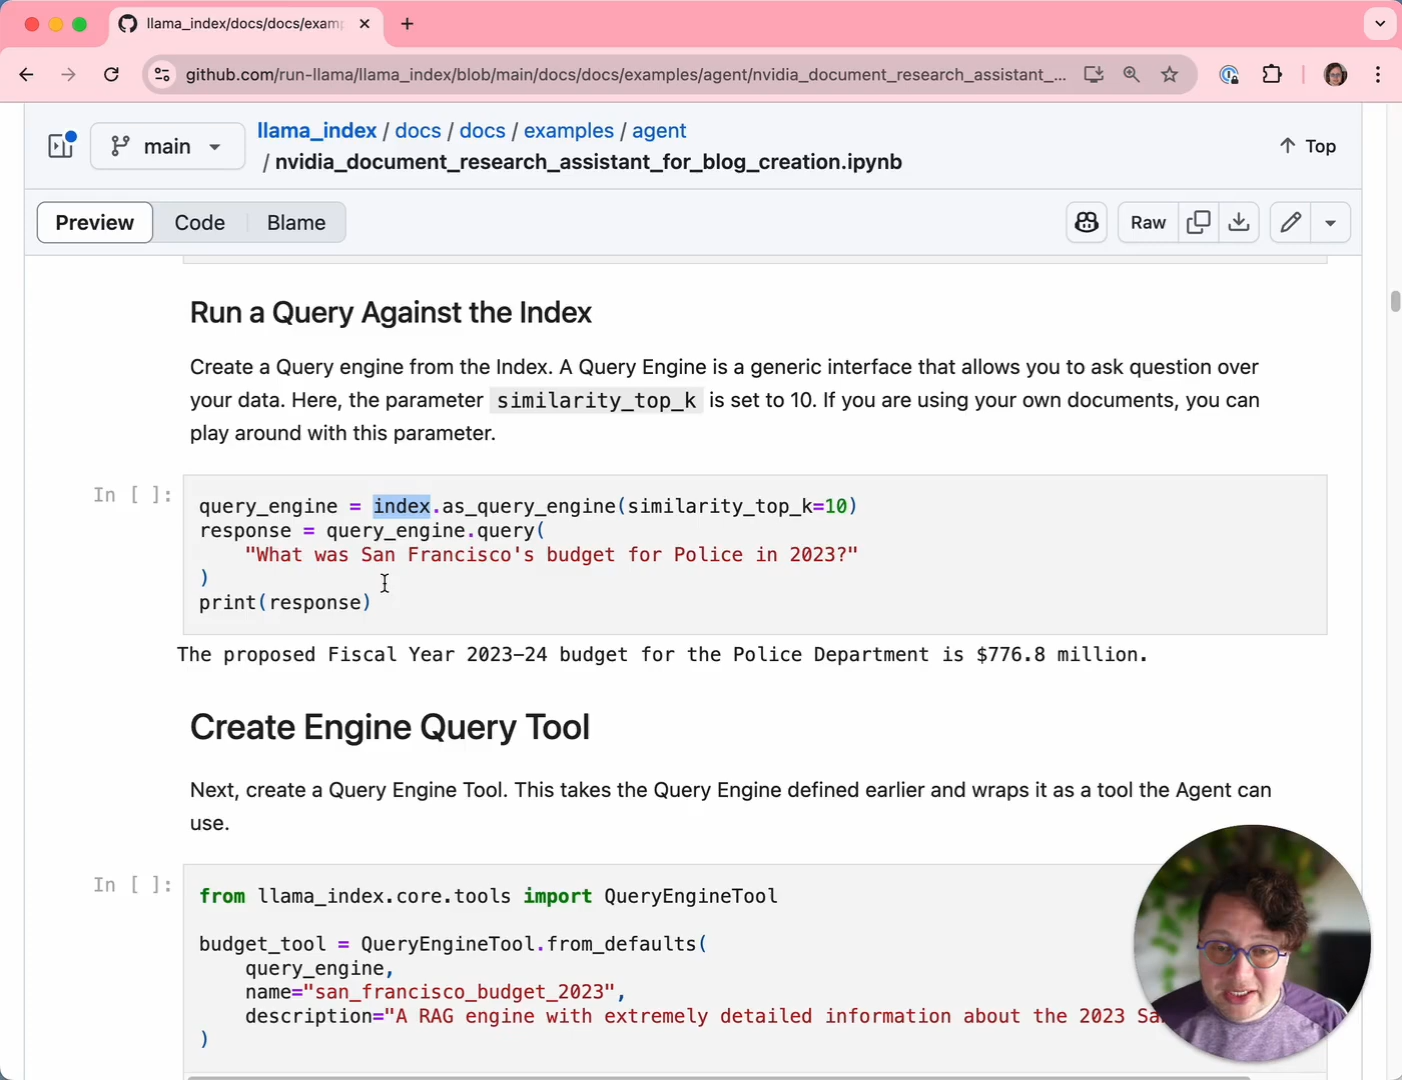 llama_index/docs/docs/exam
github.com/run-llama/llama_index/blob/main/docs/docs/examples/agent/nvidia_document_research_assistant_...
main
llama_index / docs / docs / examples / agent
/ nvidia_document_research_assistant_for_blog_creation.ipynb
Top
Preview
Code
Blame
Raw
Run a Query Against the Index
Create a Query engine from the Index. A Query Engine is a generic interface that allows you to ask question over
your data. Here, the parameter similarity_top_k is set to 10. If you are using your own documents, you can
play around with this parameter.
In [ ]:
query_engine = index.as_query_engine(similarity_top_k=10)
response = query_engine.query(
"What was San Francisco's budget for Police in 2023?"
)
print(response)
The proposed Fiscal Year 2023-24 budget for the Police Department is $776.8 million.
Create Engine Query Tool
Next, create a Query Engine Tool. This takes the Query Engine defined earlier and wraps it as a tool the Agent can
use.
In [ ]:
from llama_index.core.tools import QueryEngineTool
budget_tool = QueryEngineTool.from_defaults(
query_engine,
name="san_francisco_budget_2023",
description="A RAG engine with extremely detailed information about the 2023 Sa
)